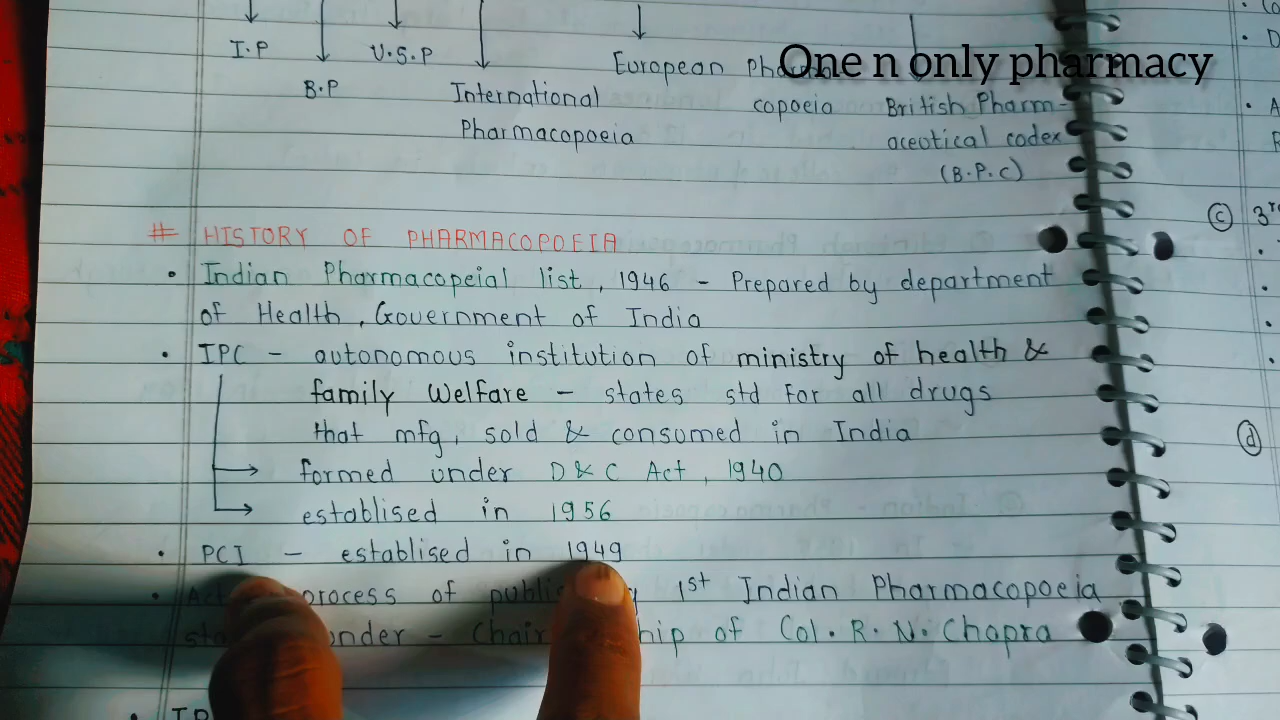 I.P
U.S.P
European Pha
One n only pharmacy
B.P
International
copoeia
British Pharm-
Pharmacopoeia
aceutical codex
(B.P.C)
# HISTORY OF PHARMACOPOEIA
• Indian Pharmacopeial list, 1946 - Prepared by department
of Health, Government of India
• IPC - autonomous institution of ministry of health &
family Welfare - states std for all drugs
that mfg, sold & consumed in India
formed under D&C Act, 1940
establised in 1956
• PCI - establised in 1949
process of 1st Indian Pharmacopoeia
under - of Col. R. N. Chopra
(c) 3r
(d)